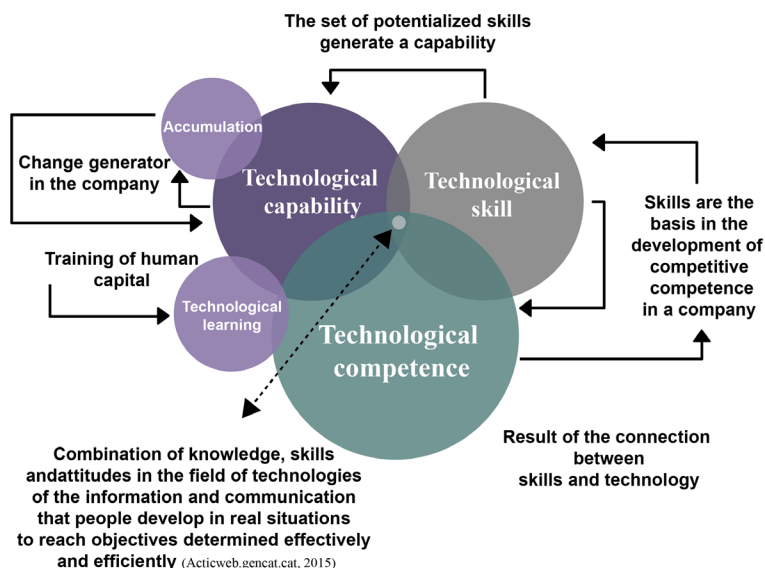 The set of potentialized skills
generate a capability
Accumulation
Change generator
in the company
Technological
capability
Technological
skill
Skills are the
basis in the
development of
competitive
competence
in a company
Training of human
capital
Technological
learning
Technological
competence
Combination of knowledge, skills
andattitudes in the field of technologies
of the information and communication
that people develop in real situations
to reach objectives determined effectively
and efficiently (Acticweb.gencat.cat, 2015)
Result of the connection
between
skills and technology